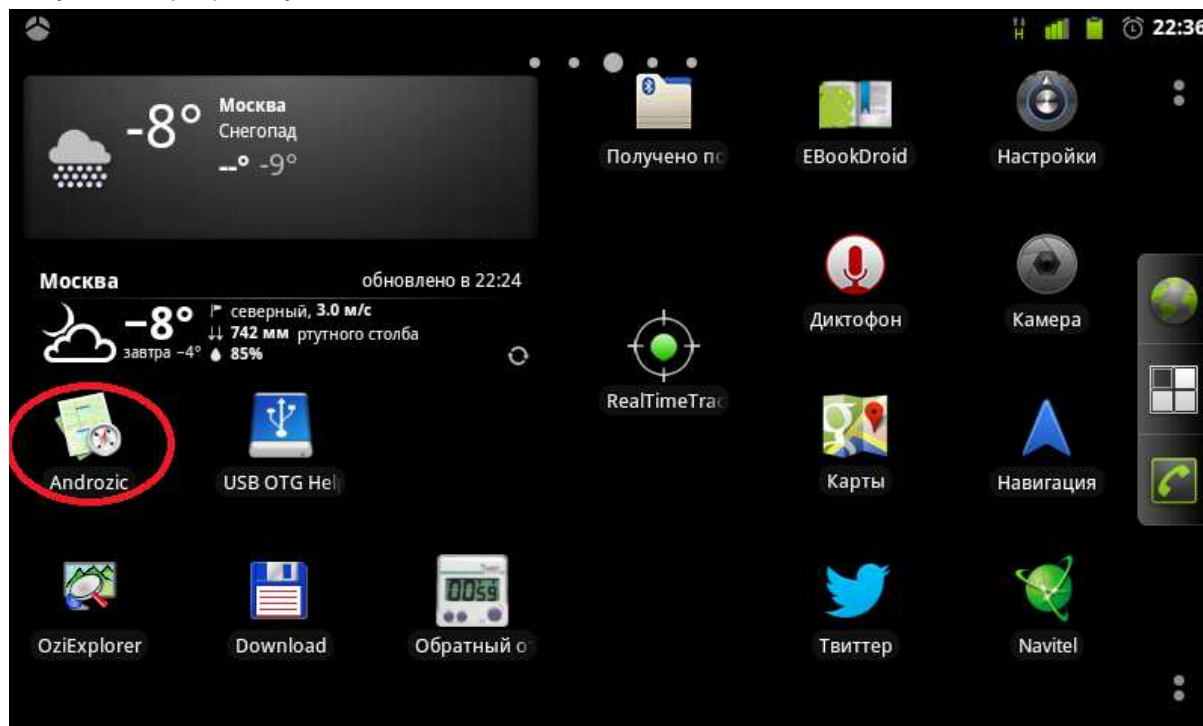 H 22:36
-8° Москва
Снегопад
--° -9°
Получено по
EBookDroid
Настройки
Москва обновлено в 22:24
-8° северный, 3.0 м/с
742 мм ртутного столба
завтра -4° 85%
Диктофон
Камера
RealTimeTrac
Androzic
USB OTG Hel
Карты
Навигация
00:59
OziExplorer
Download
Обратный о
Твиттер
Navitel